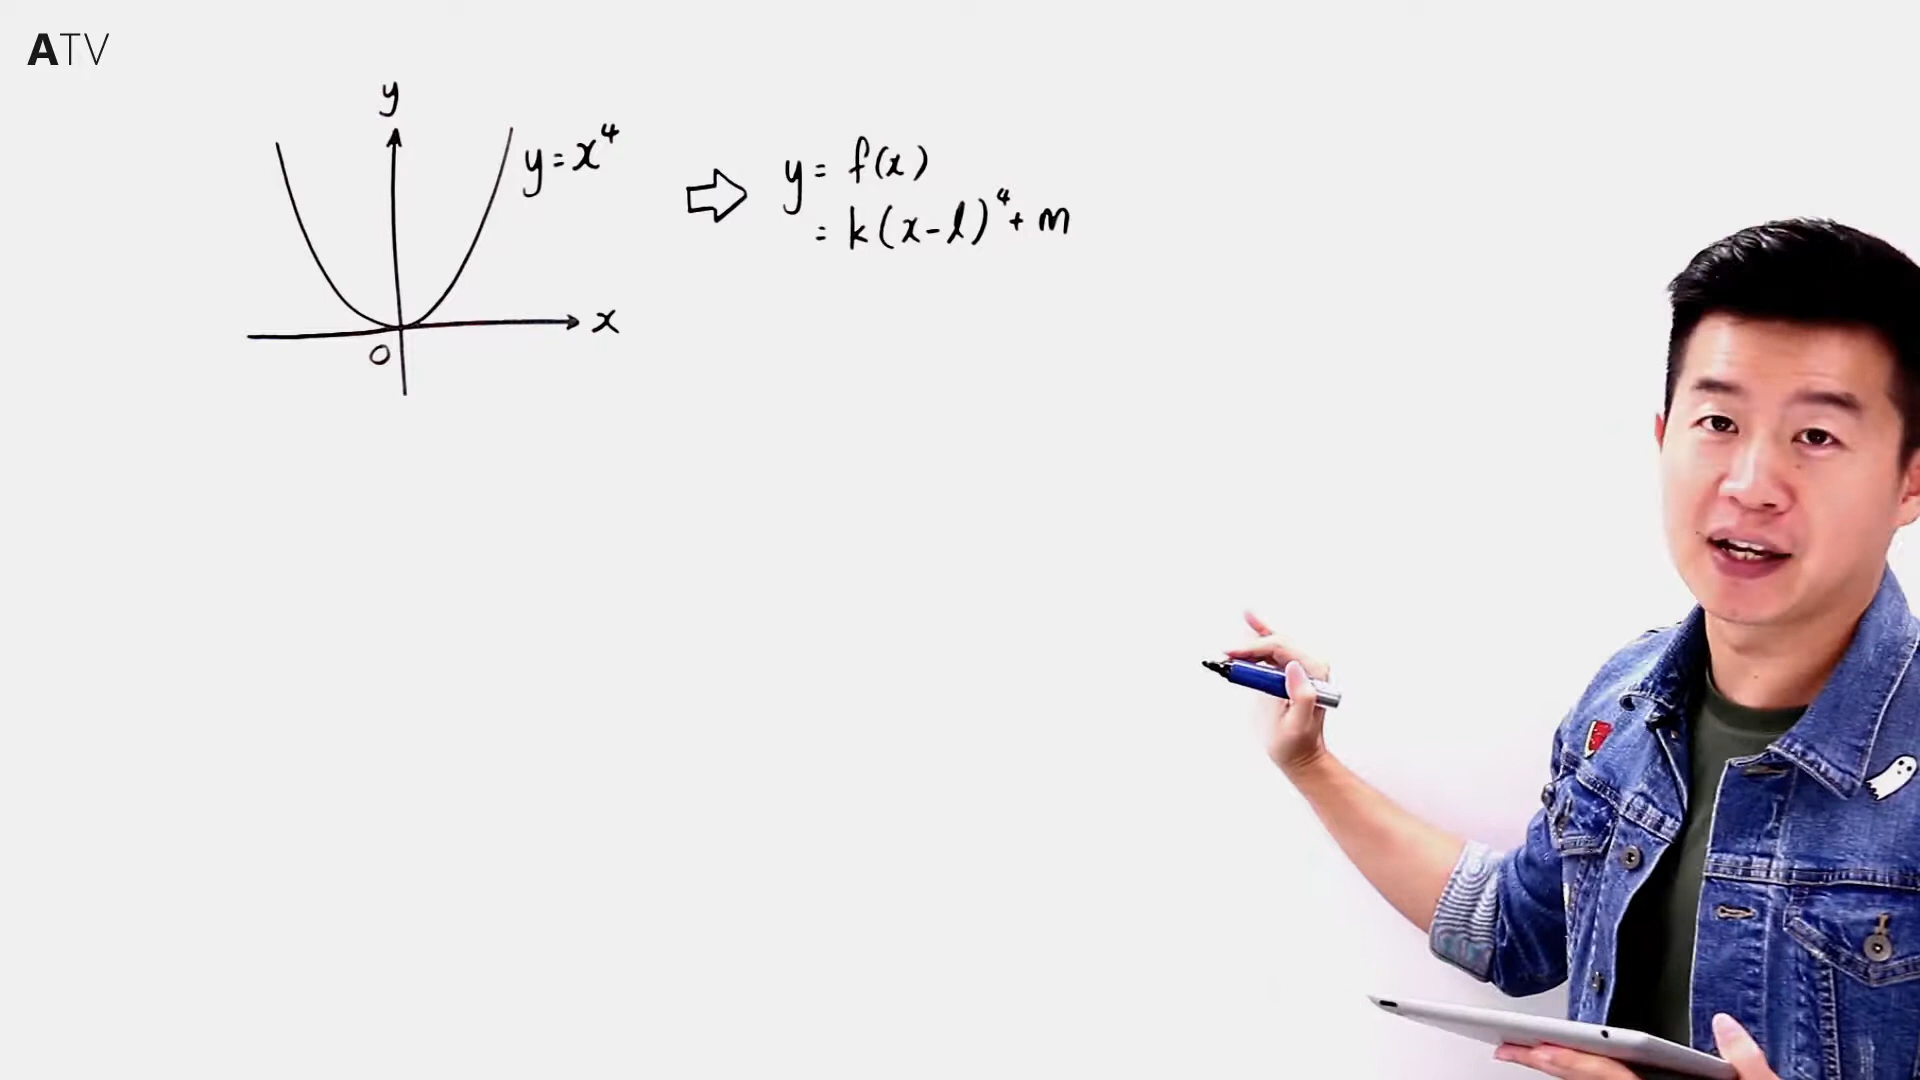 ATV
y
y=x⁴
x
O
y = f(x)
= k(x-l)⁴ + m